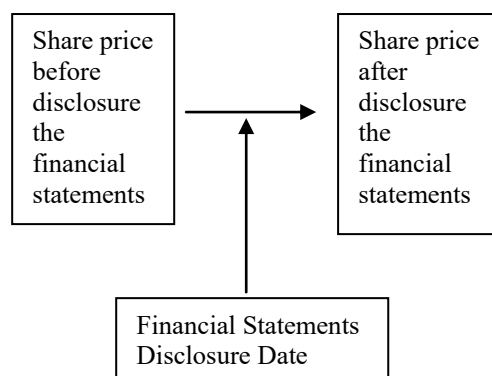 Share price
before
disclosure
the
financial
statements
Share price
after
disclosure
the
financial
statements
Financial Statements
Disclosure Date